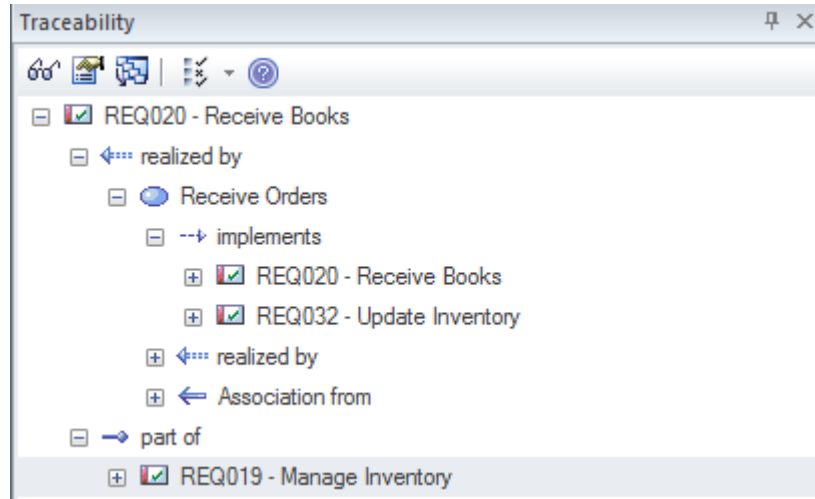 Traceability
REQ020 - Receive Books
realized by
Receive Orders
implements
REQ020 - Receive Books
REQ032 - Update Inventory
realized by
Association from
part of
REQ019 - Manage Inventory